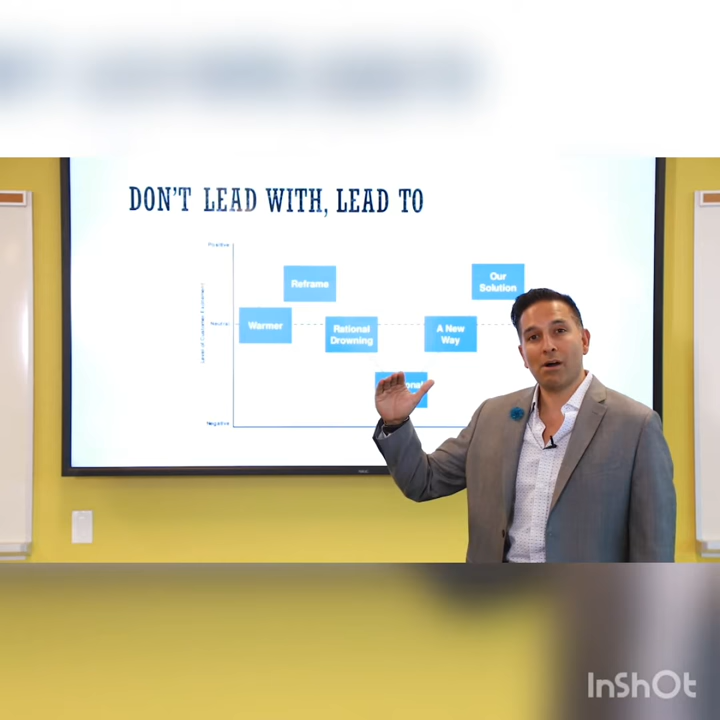 DON'T LEAD WITH, LEAD TO
Positive
Reframe
Our
Solution
Neutral
Warmer
Rational
Drowning
A New
Way
Negative
InShOt